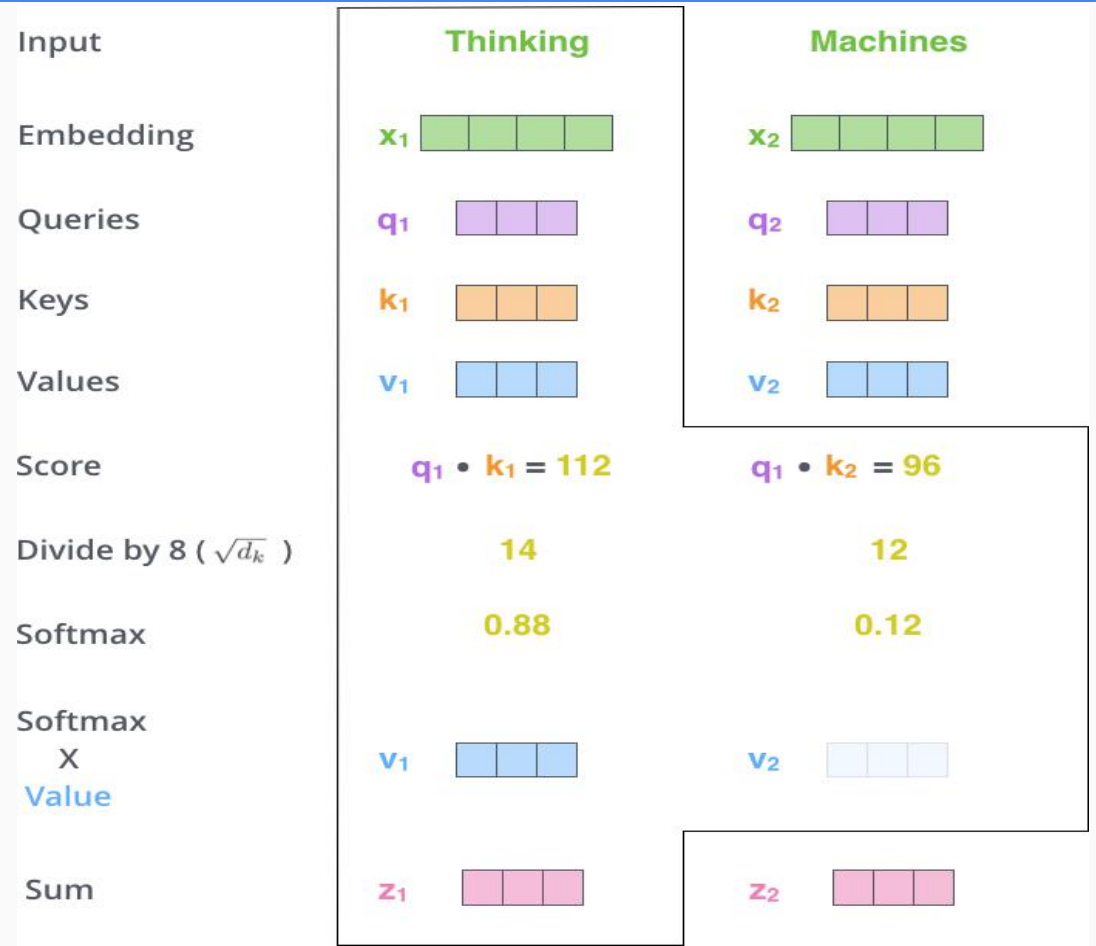 Input Thinking Machines
Embedding x₁ x₂
Queries q₁ q₂
Keys k₁ k₂
Values v₁ v₂
Score q₁ • k₁ = 112 q₁ • k₂ = 96
Divide by 8 ( √dₖ ) 14 12
Softmax 0.88 0.12
Softmax
X
Value v₁ v₂
Sum z₁ z₂